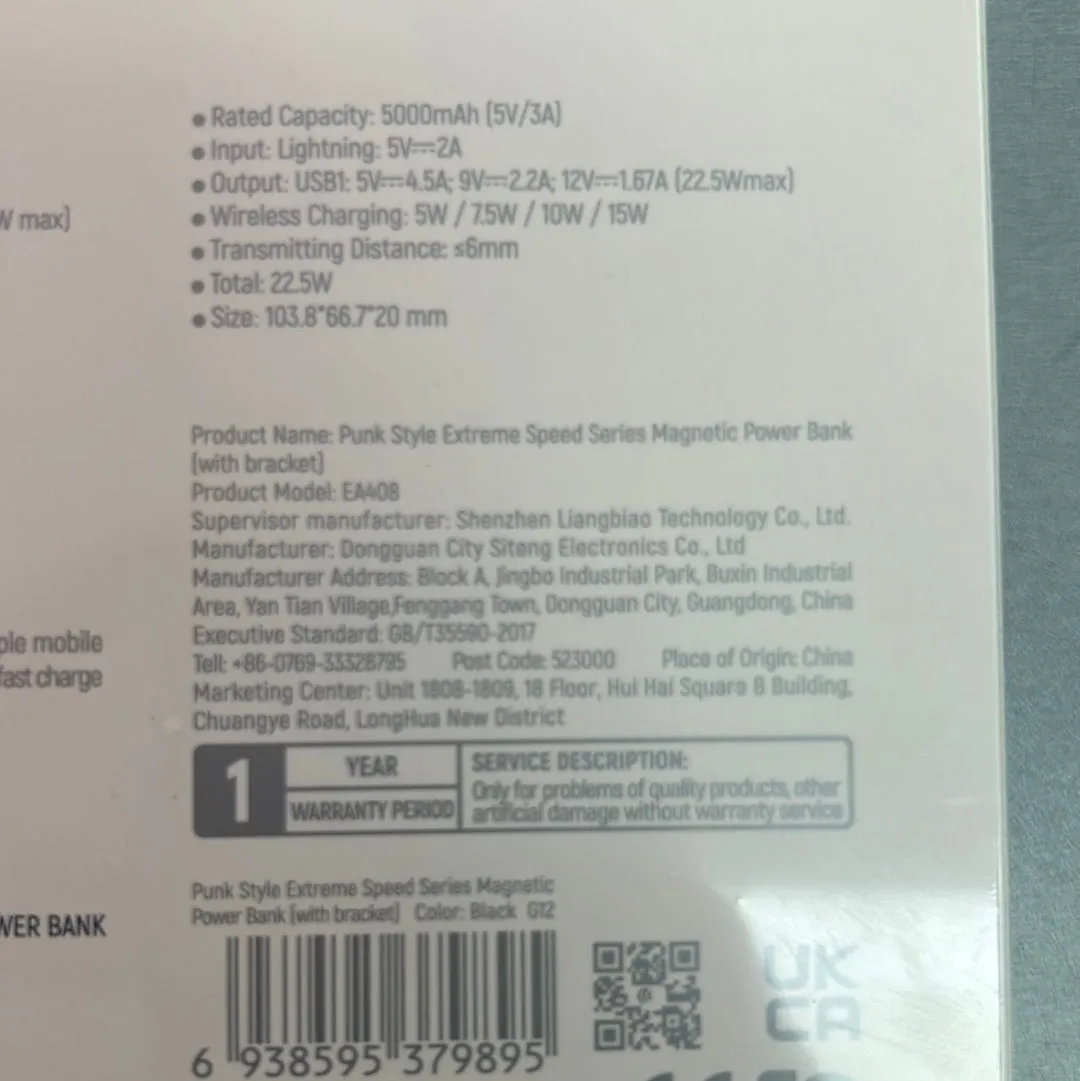 ● Rated Capacity: 5000mAh (5V/3A)
● Input: Lightning: 5V⎓2A
● Output: USB1: 5V⎓4.5A; 9V⎓2.2A; 12V⎓1.67A (22.5Wmax)
● Wireless Charging: 5W / 7.5W / 10W / 15W
● Transmitting Distance: ≤6mm
● Total: 22.5W
● Size: 103.8*66.7*20 mm
W max)
Product Name: Punk Style Extreme Speed Series Magnetic Power Bank
(with bracket)
Product Model: EA408
Supervisor manufacturer: Shenzhen Liangbiao Technology Co., Ltd.
Manufacturer: Dongguan City Siteng Electronics Co., Ltd
Manufacturer Address: Block A, Jingbo Industrial Park, Buxin Industrial
Area, Yan Tian Village,Fenggang Town, Dongguan City, Guangdong, China
Executive Standard: GB/T35590-2017
Tell: +86-0769-33328795 Post Code: 523000 Place of Origin: China
Marketing Center: Unit 1808-1809, 18 Floor, Hui Hai Square B Building,
Chuangye Road, LongHua New District
ple mobile
fast charge
1 YEAR
WARRANTY PERIOD
SERVICE DESCRIPTION:
Only for problems of quality products, other
artificial damage without warranty service
WER BANK
Punk Style Extreme Speed Series Magnetic
Power Bank (with bracket) Color: Black G12
6 938595 379895
UK
CA